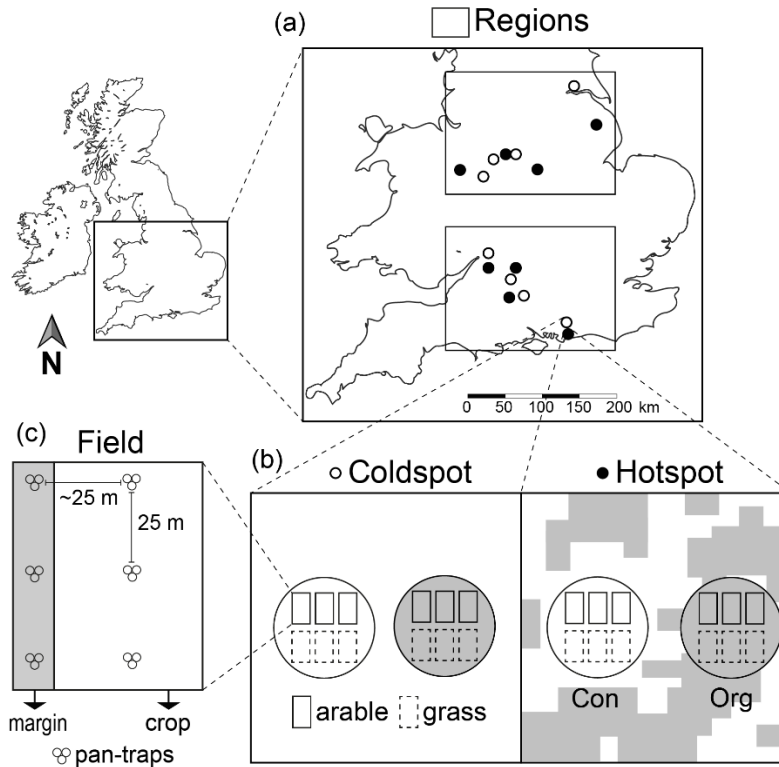 (a) Regions
N
0 50 100 150 200 km
(c) Field
~25 m
25 m
margin crop
pan-traps
(b) Coldspot Hotspot
Con Org
arable grass